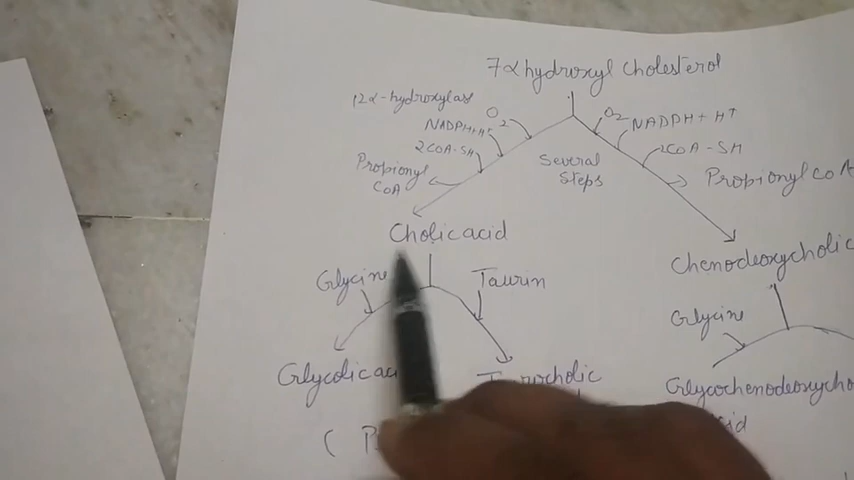 7α hydroxyl cholesterol
12α-hydroxylase
O2
NADPH+H+
2COA-SH
Propionyl
COA
Several
Steps
O2
NADPH + H+
2COA-SH
Propionyl COA
Cholic acid
Chenodeoxycholic
Glycine
Taurin
Glycine
Glycolic